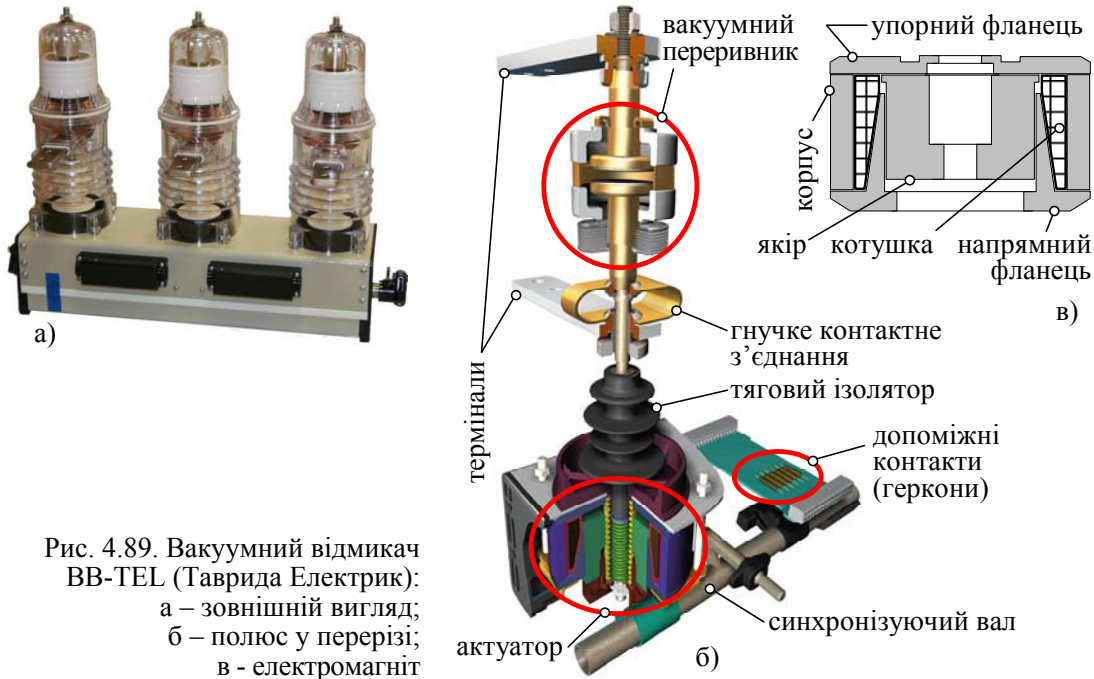 вакуумний
переривник
упорний фланець
корпус
якір
котушка
напрямний
фланець
в)
а)
гнучке контактне
з’єднання
термінали
тяговий ізолятор
допоміжні
контакти
(геркони)
синхронізуючий вал
актуатор
б)
Рис. 4.89. Вакуумний відмикач
BB-TEL (Таврида Електрик):
а – зовнішній вигляд;
б – полюс у перерізі;
в - електромагніт